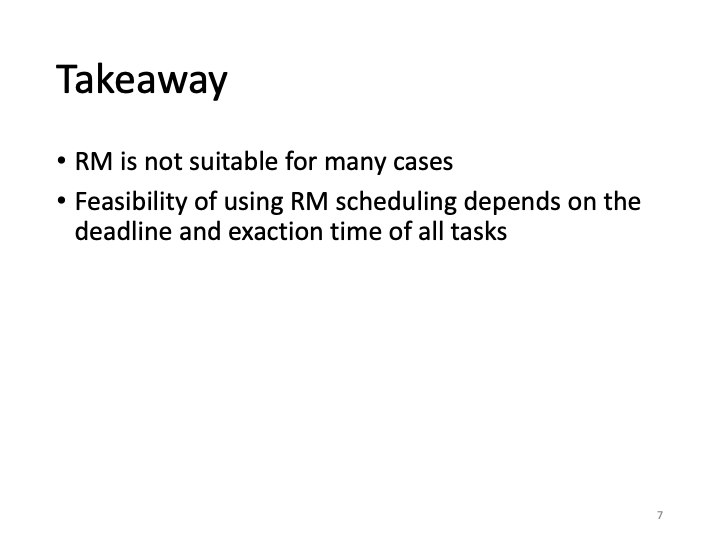 Takeaway
• RM is not suitable for many cases
• Feasibility of using RM scheduling depends on the
deadline and exaction time of all tasks
7